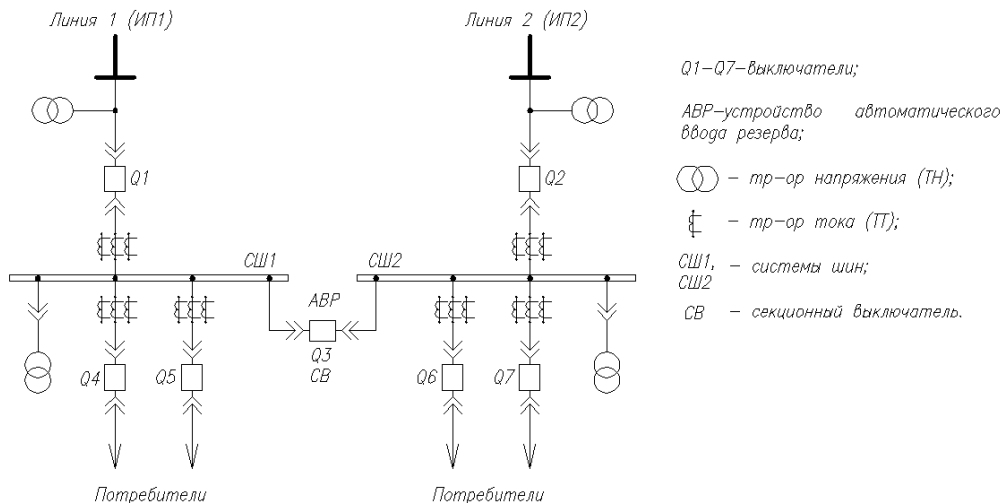 Линия 1 (ИП1)
Линия 2 (ИП2)
Q1-Q7-выключатели;
АВР-устройство автоматического
ввода резерва;
Q1
Q2
- тр-ор напряжения (ТН);
- тр-ор тока (ТТ);
СШ1
СШ2
СШ1,
СШ2
- системы шин;
АВР
Q3
СВ
СВ - секционный выключатель.
Q4
Q5
Q6
Q7
Потребители
Потребители